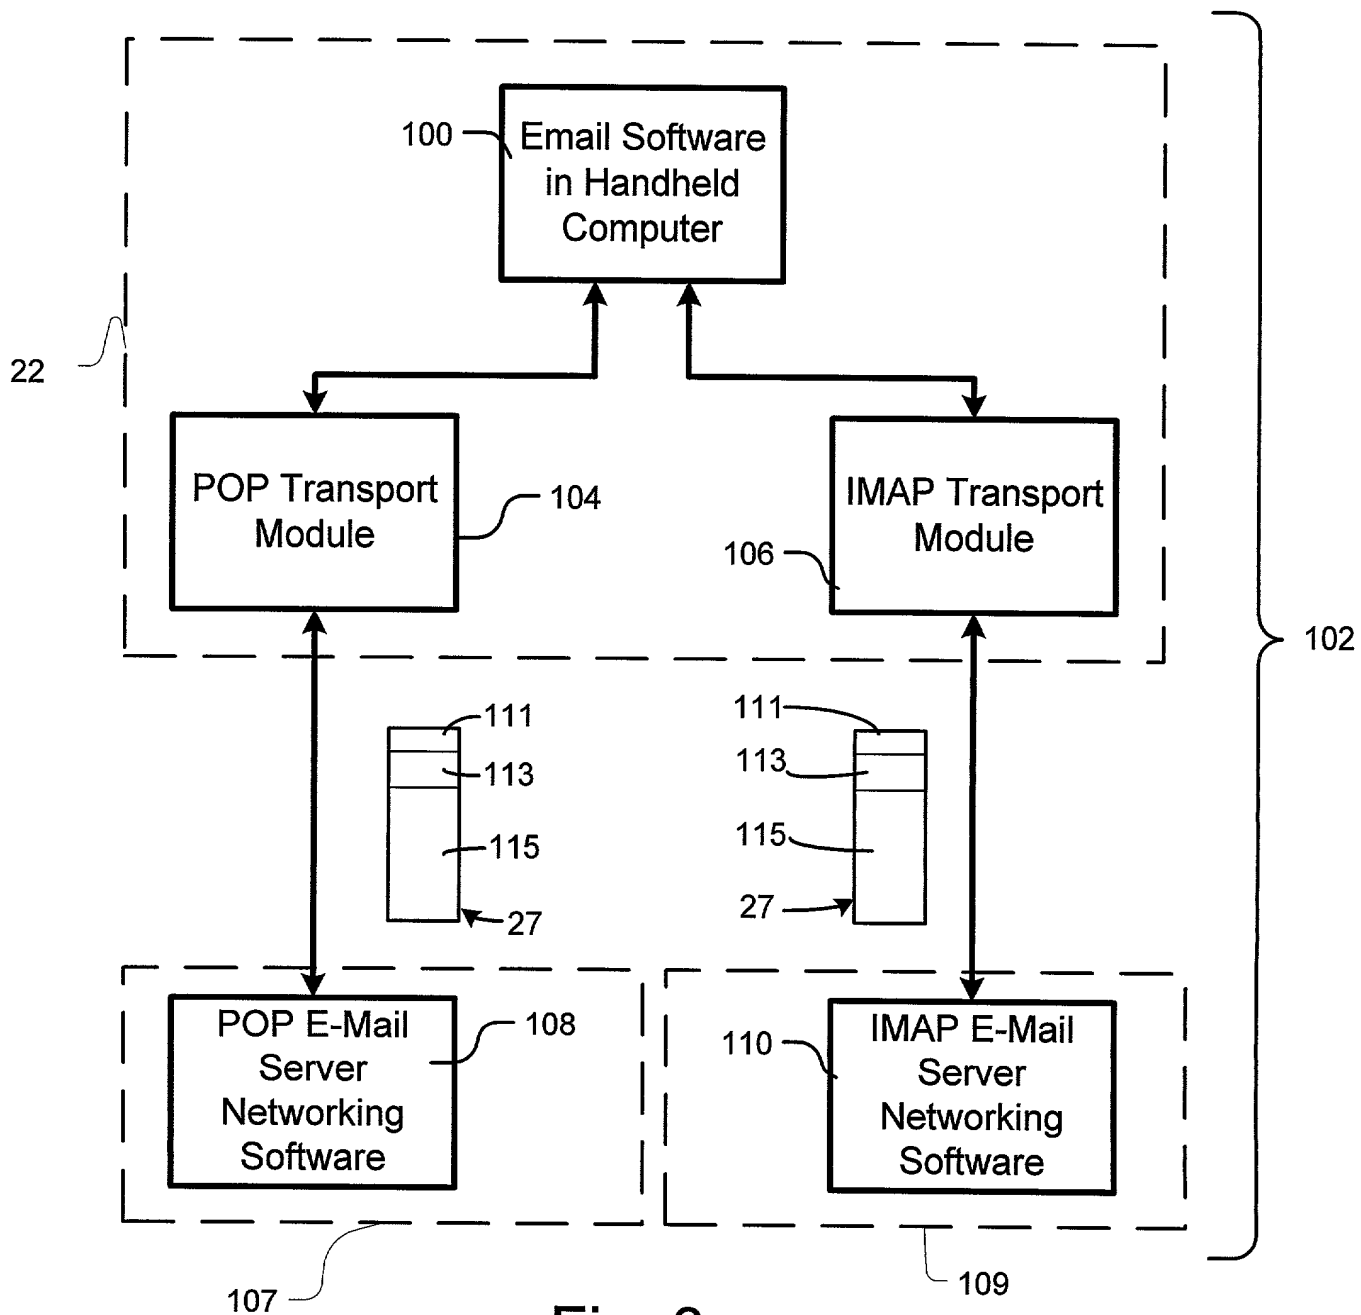 100
Email Software
in Handheld
Computer
22
POP Transport
Module
104
IMAP Transport
Module
106
102
111
113
115
27
111
113
115
27
POP E-Mail
Server
Networking
Software
108
110
IMAP E-Mail
Server
Networking
Software
107
109